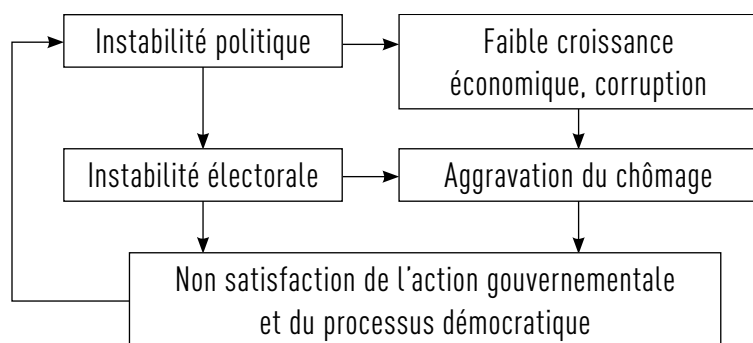 Instabilité politique
Faible croissance
économique, corruption
Instabilité électorale
Aggravation du chômage
Non satisfaction de l'action gouvernementale
et du processus démocratique